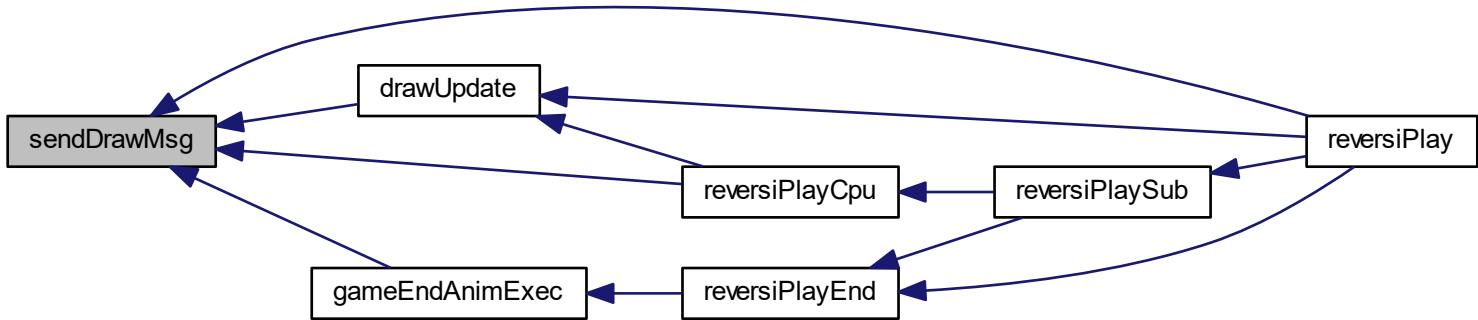 sendDrawMsg
drawUpdate
reversiPlayCpu
gameEndAnimExec
reversiPlayEnd
reversiPlaySub
reversiPlay